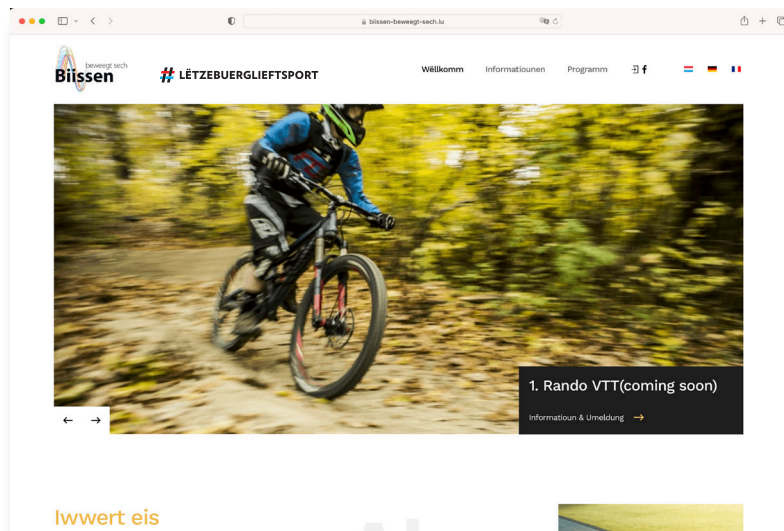 biissen-beweegt-sech.lu
beweegt sech
Biissen
# LËTZEBUERGLIEFTSPORT
Wëllkomm Informatiounen Programm
1. Rando VTT(coming soon)
Informatioun & Umeldung →
Iwwert eis